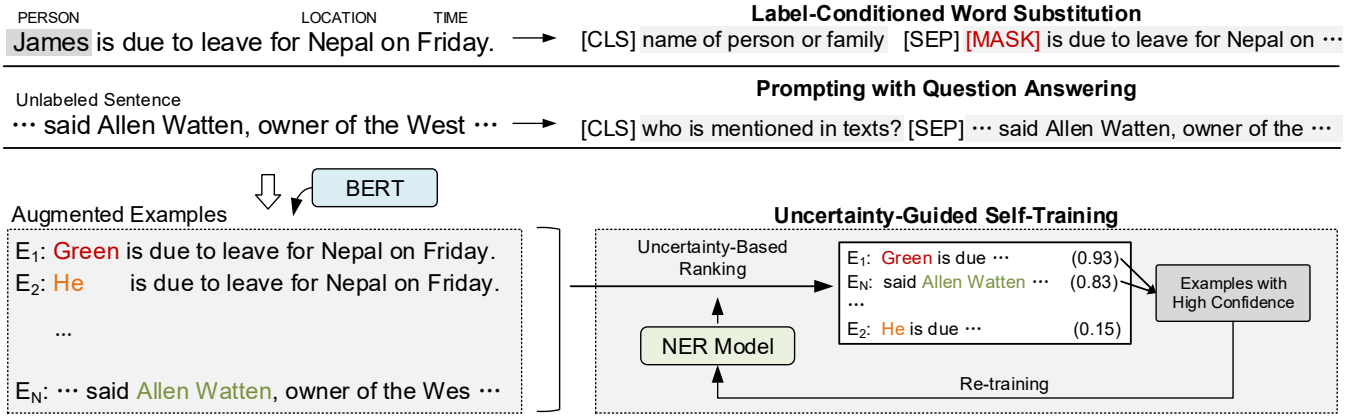 PERSON LOCATION TIME
James is due to leave for Nepal on Friday.
Label-Conditioned Word Substitution
[CLS] name of person or family [SEP] [MASK] is due to leave for Nepal on ···
Unlabeled Sentence
··· said Allen Watten, owner of the West ···
Prompting with Question Answering
[CLS] who is mentioned in texts? [SEP] ··· said Allen Watten, owner of the ···
BERT
Augmented Examples
E1: Green is due to leave for Nepal on Friday.
E2: He is due to leave for Nepal on Friday.
...
EN: ··· said Allen Watten, owner of the Wes ···
Uncertainty-Guided Self-Training
Uncertainty-Based
Ranking
NER Model
E1: Green is due ··· (0.93)
EN: said Allen Watten ··· (0.83)
···
E2: He is due ··· (0.15)
Examples with
High Confidence
Re-training